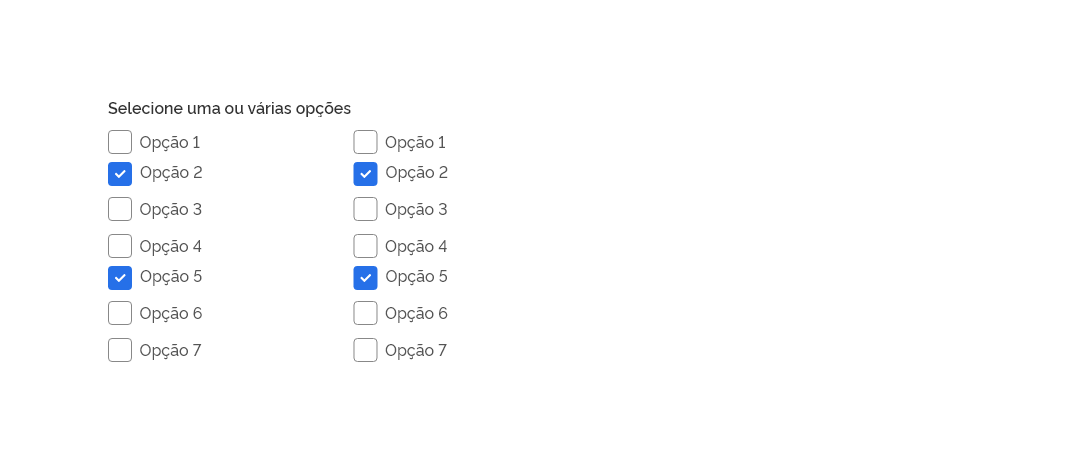 Selecione uma ou várias opções
Opção 1 Opção 1
Opção 2 Opção 2
Opção 3 Opção 3
Opção 4 Opção 4
Opção 5 Opção 5
Opção 6 Opção 6
Opção 7 Opção 7